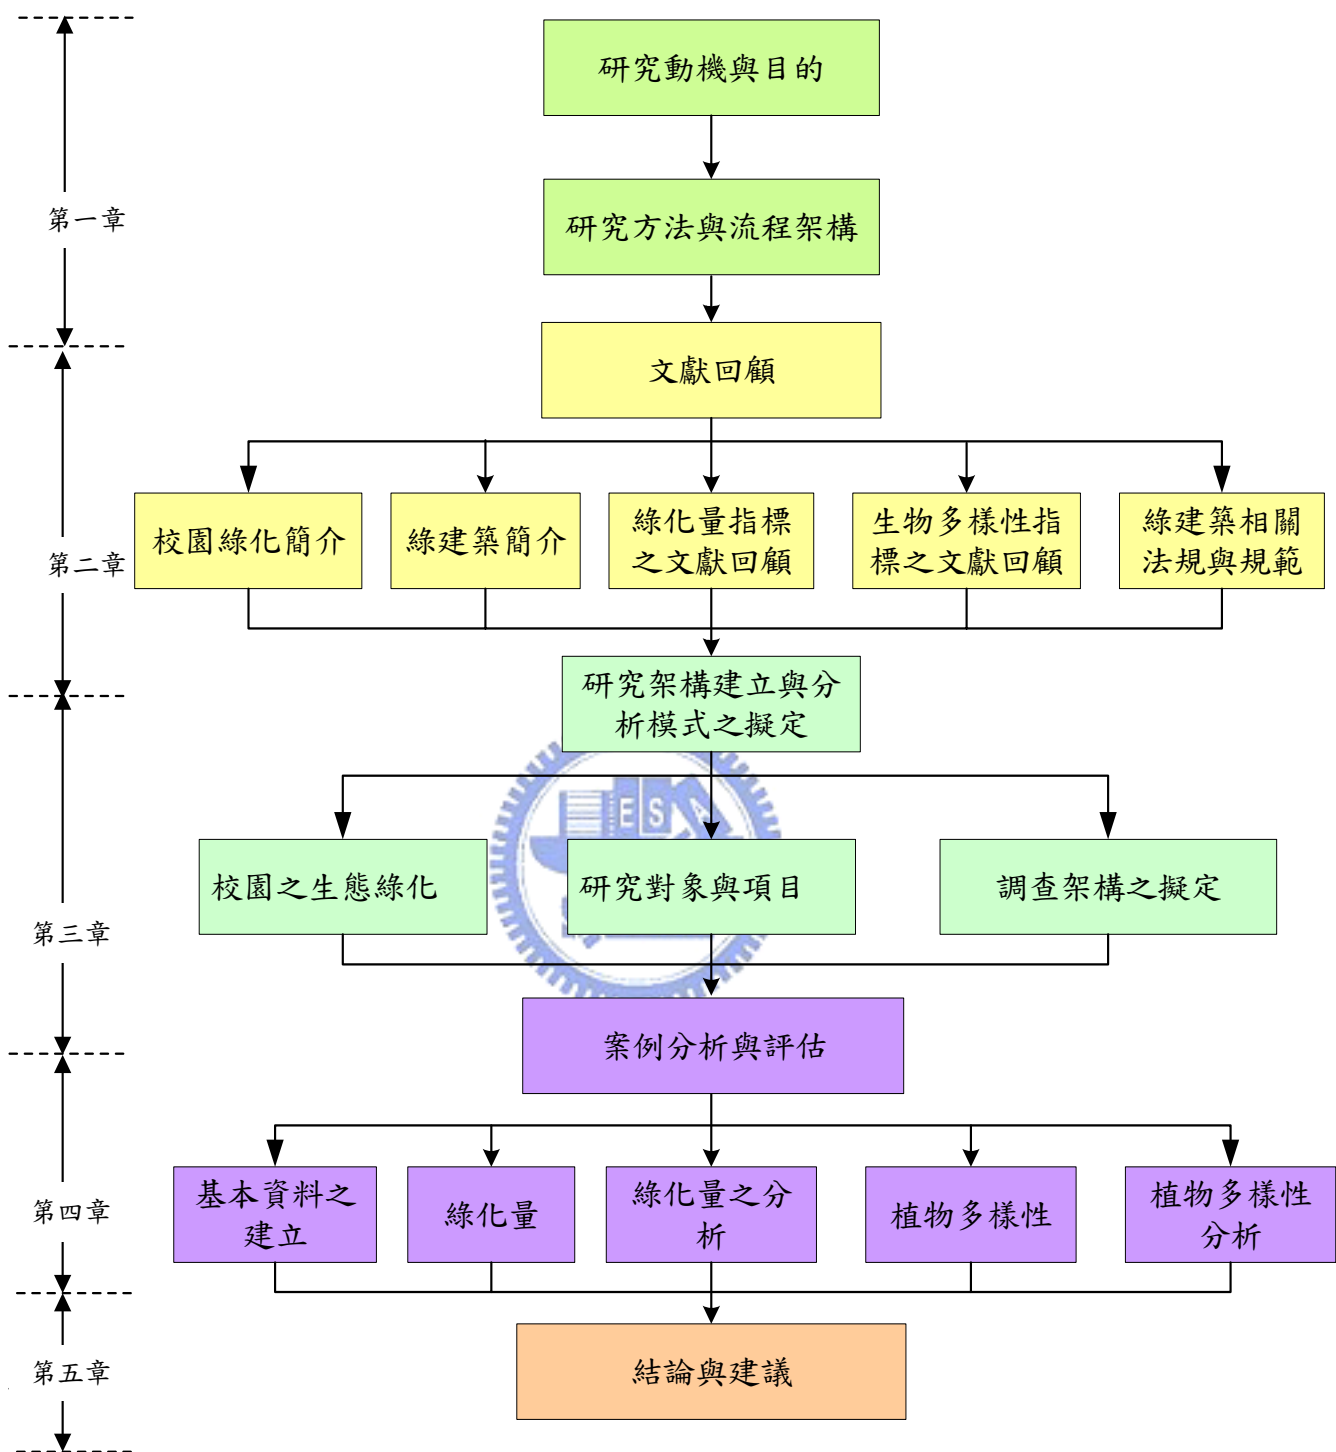 研究動機與目的
第一章
研究方法與流程架構
文獻回顧
第二章
校園綠化簡介
綠建築簡介
綠化量指標
之文獻回顧
生物多樣性指
標之文獻回顧
綠建築相關
法規與規範
研究架構建立與分
析模式之擬定
ES
第三章
校園之生態綠化
研究對象與項目
調查架構之擬定
案例分析與評估
第四章
基本資料之
建立
綠化量
綠化量之分
析
植物多樣性
植物多樣性
分析
第五章
結論與建議